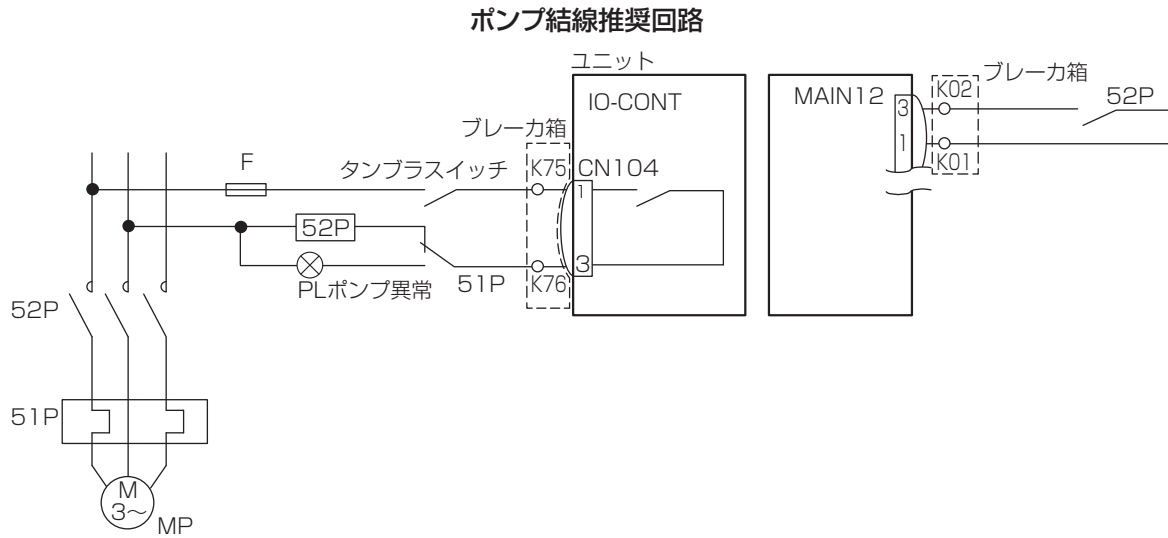 ポンプ結線推奨回路
ユニット
IO-CONT
MAIN12
ブレーカ箱
K02
52P
3
1
K01
ブレーカ箱
F
タンブラスイッチ
K75
CN104
1
52P
3
PLポンプ異常
51P
K76
52P
51P
M
3～
MP